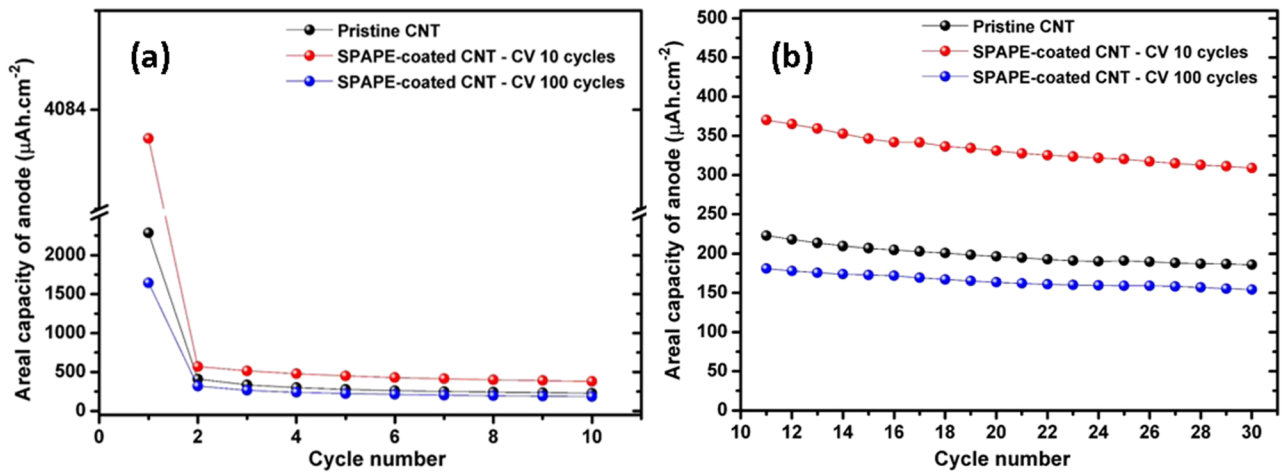 (a)
Pristine CNT
SPAPE-coated CNT - CV 10 cycles
SPAPE-coated CNT - CV 100 cycles
Areal capacity of anode (μAh.cm⁻²)
4084
2000
1500
1000
500
0
0 2 4 6 8 10
Cycle number
(b)
Pristine CNT
SPAPE-coated CNT - CV 10 cycles
SPAPE-coated CNT - CV 100 cycles
Areal capacity of anode (μAh.cm⁻²)
500
450
400
350
300
250
200
150
100
50
0
10 12 14 16 18 20 22 24 26 28 30
Cycle number